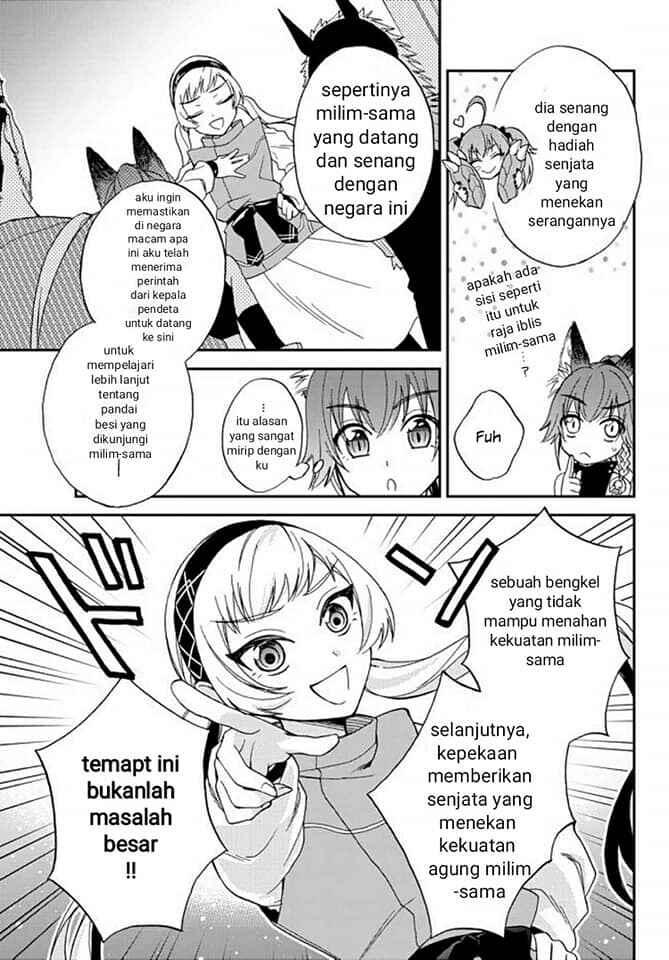 dia senang
dengan
hadiah
senjata
yang
menekan
serangannya
sepertinya
milim-sama
yang datang
dan senang
dengan
negara ini
aku ingin
memastikan
di negara
macam apa
ini aku telah
menerima
perintah
dari kepala
pendeta
untuk datang
ke sini
untuk
mempelajari
lebih lanjut
tentang
pandai
besi yang
dikunjungi
milim-sama
apakah ada
sisi seperti
itu untuk
raja iblis
milim-sama
...?
Fuh
...
itu alasan
yang sangat
mirip dengan
ku
sebuah bengkel
yang tidak
mampu menahan
kekuatan milim-
sama
selanjutnya,
kepekaan
memberikan
senjata yang
menekan
kekuatan
agung milim
-sama
ドドン
temapt ini
bukanlah
masalah
besar
!!